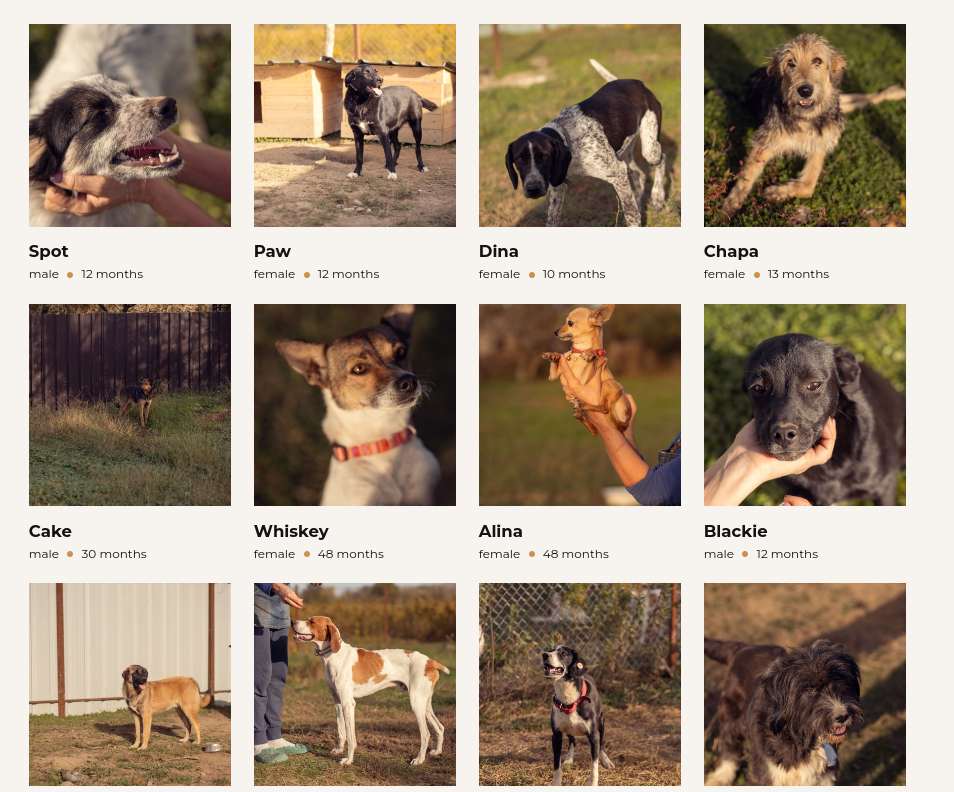 Spot
male 12 months
Paw
female 12 months
Dina
female 10 months
Chapa
female 13 months
Cake
male 30 months
Whiskey
female 48 months
Alina
female 48 months
Blackie
male 12 months